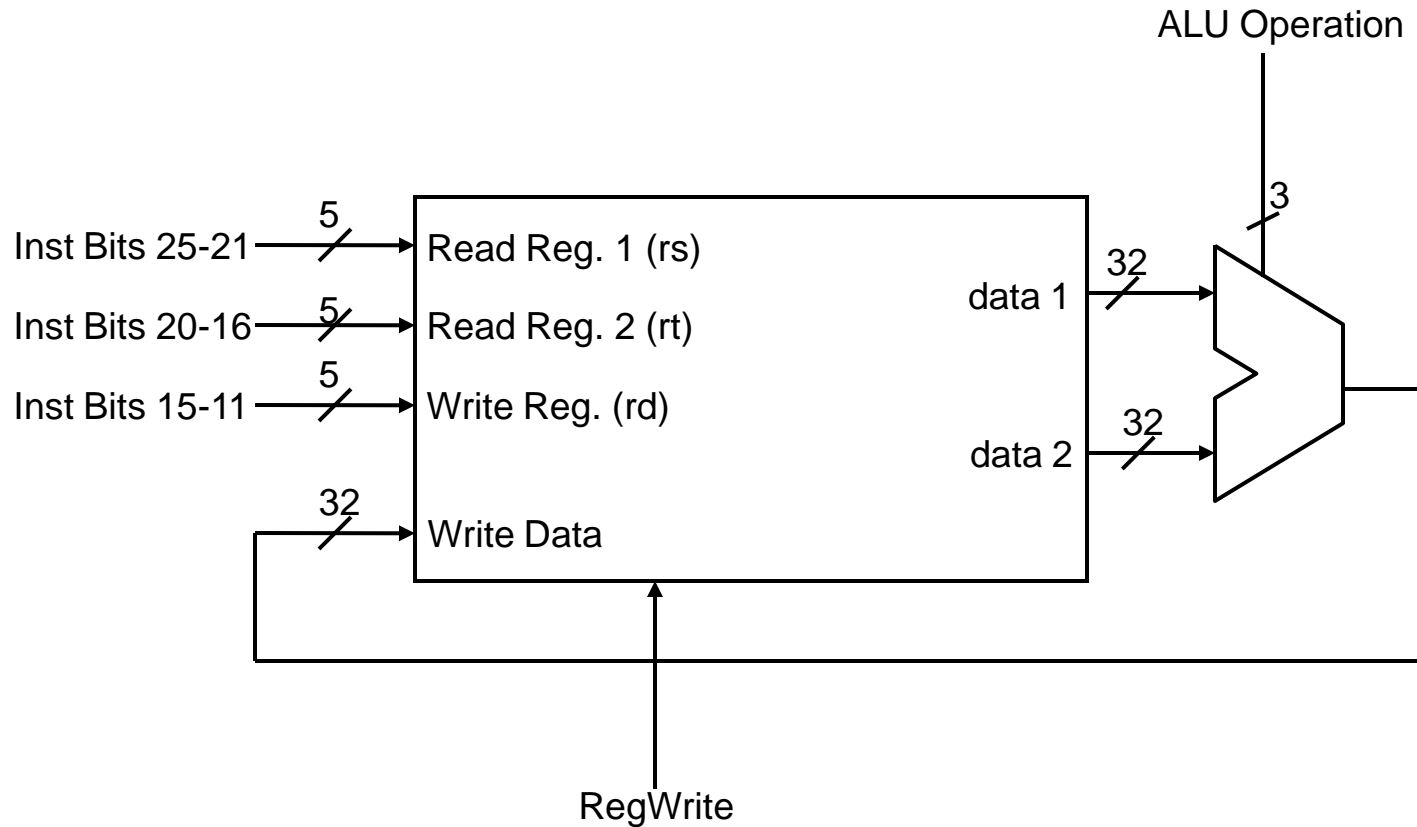 ALU Operation
3
5
Inst Bits 25-21
Read Reg. 1 (rs)
32
data 1
5
Inst Bits 20-16
Read Reg. 2 (rt)
5
Inst Bits 15-11
Write Reg. (rd)
32
data 2
32
Write Data
RegWrite